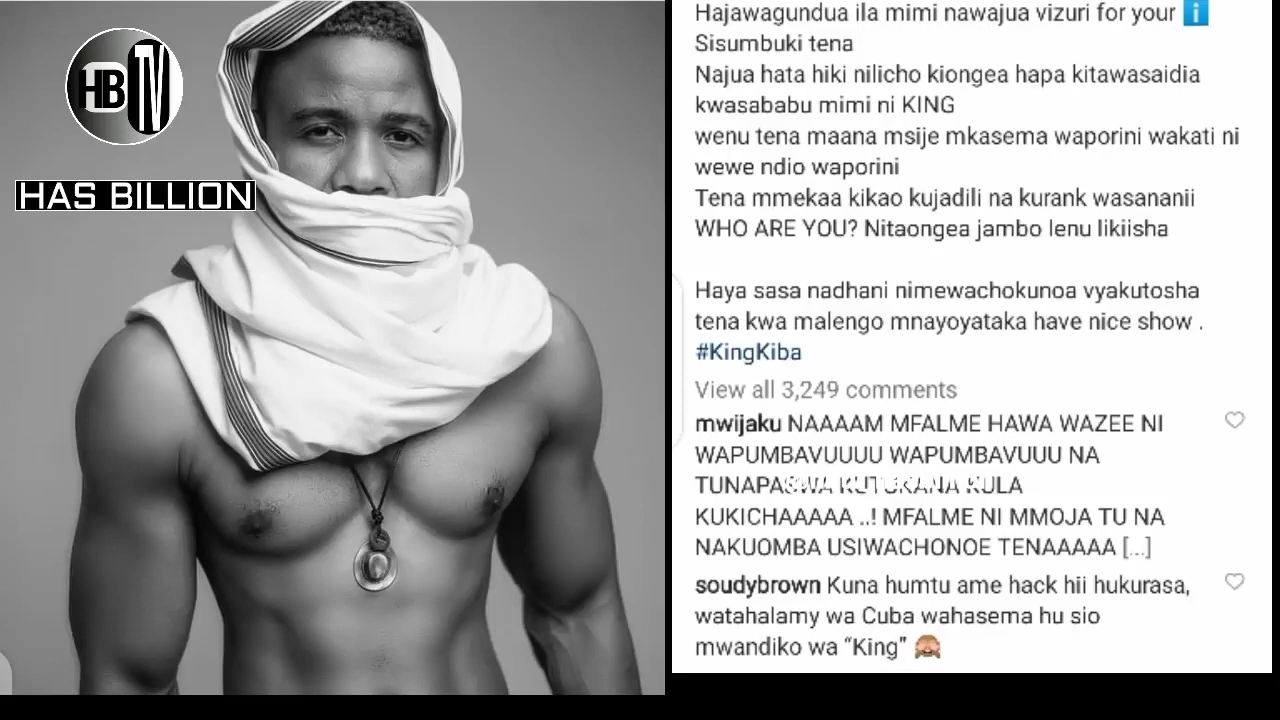 HB TV
HAS BILLION
Hajawagundua ila mimi nawajua vizuri for your ℹ️
Sisumbuki tena
Najua hata hiki nilicho kiongea hapa kitawasaidia
kwasababu mimi ni KING
wenu tena maana msije mkasema waporini wakati ni
wewe ndio waporini
Tena mmekaa kikao kujadili na kurank wasananii
WHO ARE YOU? Nitaongea jambo lenu likiisha
Haya sasa nadhani nimewachokunoa vyakutosha
tena kwa malengo mnayoyataka have nice show .
#KingKiba
View all 3,249 comments
mwijaku NAAAAM MFALME HAWA WAZEE NI
WAPUMBAVUUUU WAPUMBAVUUU NA
KULA
KUKICHAAAAA ..! MFALME NI MMOJA TU NA
NAKUOMBA USIWACHONOE TENAAAAA [...]
soudybrown Kuna humtu ame hack hii hukurasa,
watahalamy wa Cuba wahasema hu sio
mwandiko wa “King” 🙈